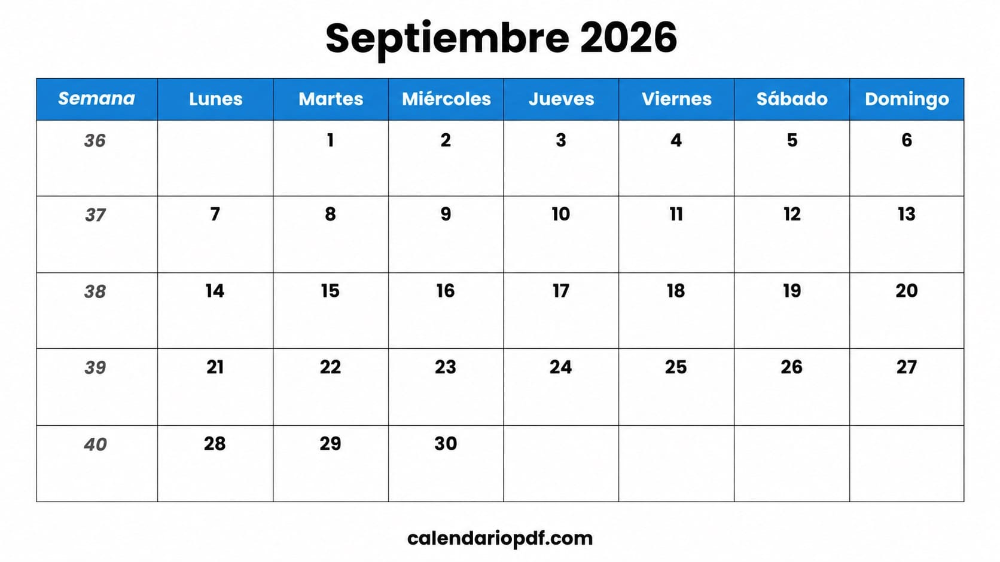 Septiembre 2026
Semana Lunes Martes Miércoles Jueves Viernes Sábado Domingo
36 1 2 3 4 5 6
37 7 8 9 10 11 12 13
38 14 15 16 17 18 19 20
39 21 22 23 24 25 26 27
40 28 29 30
calendariopdf.com